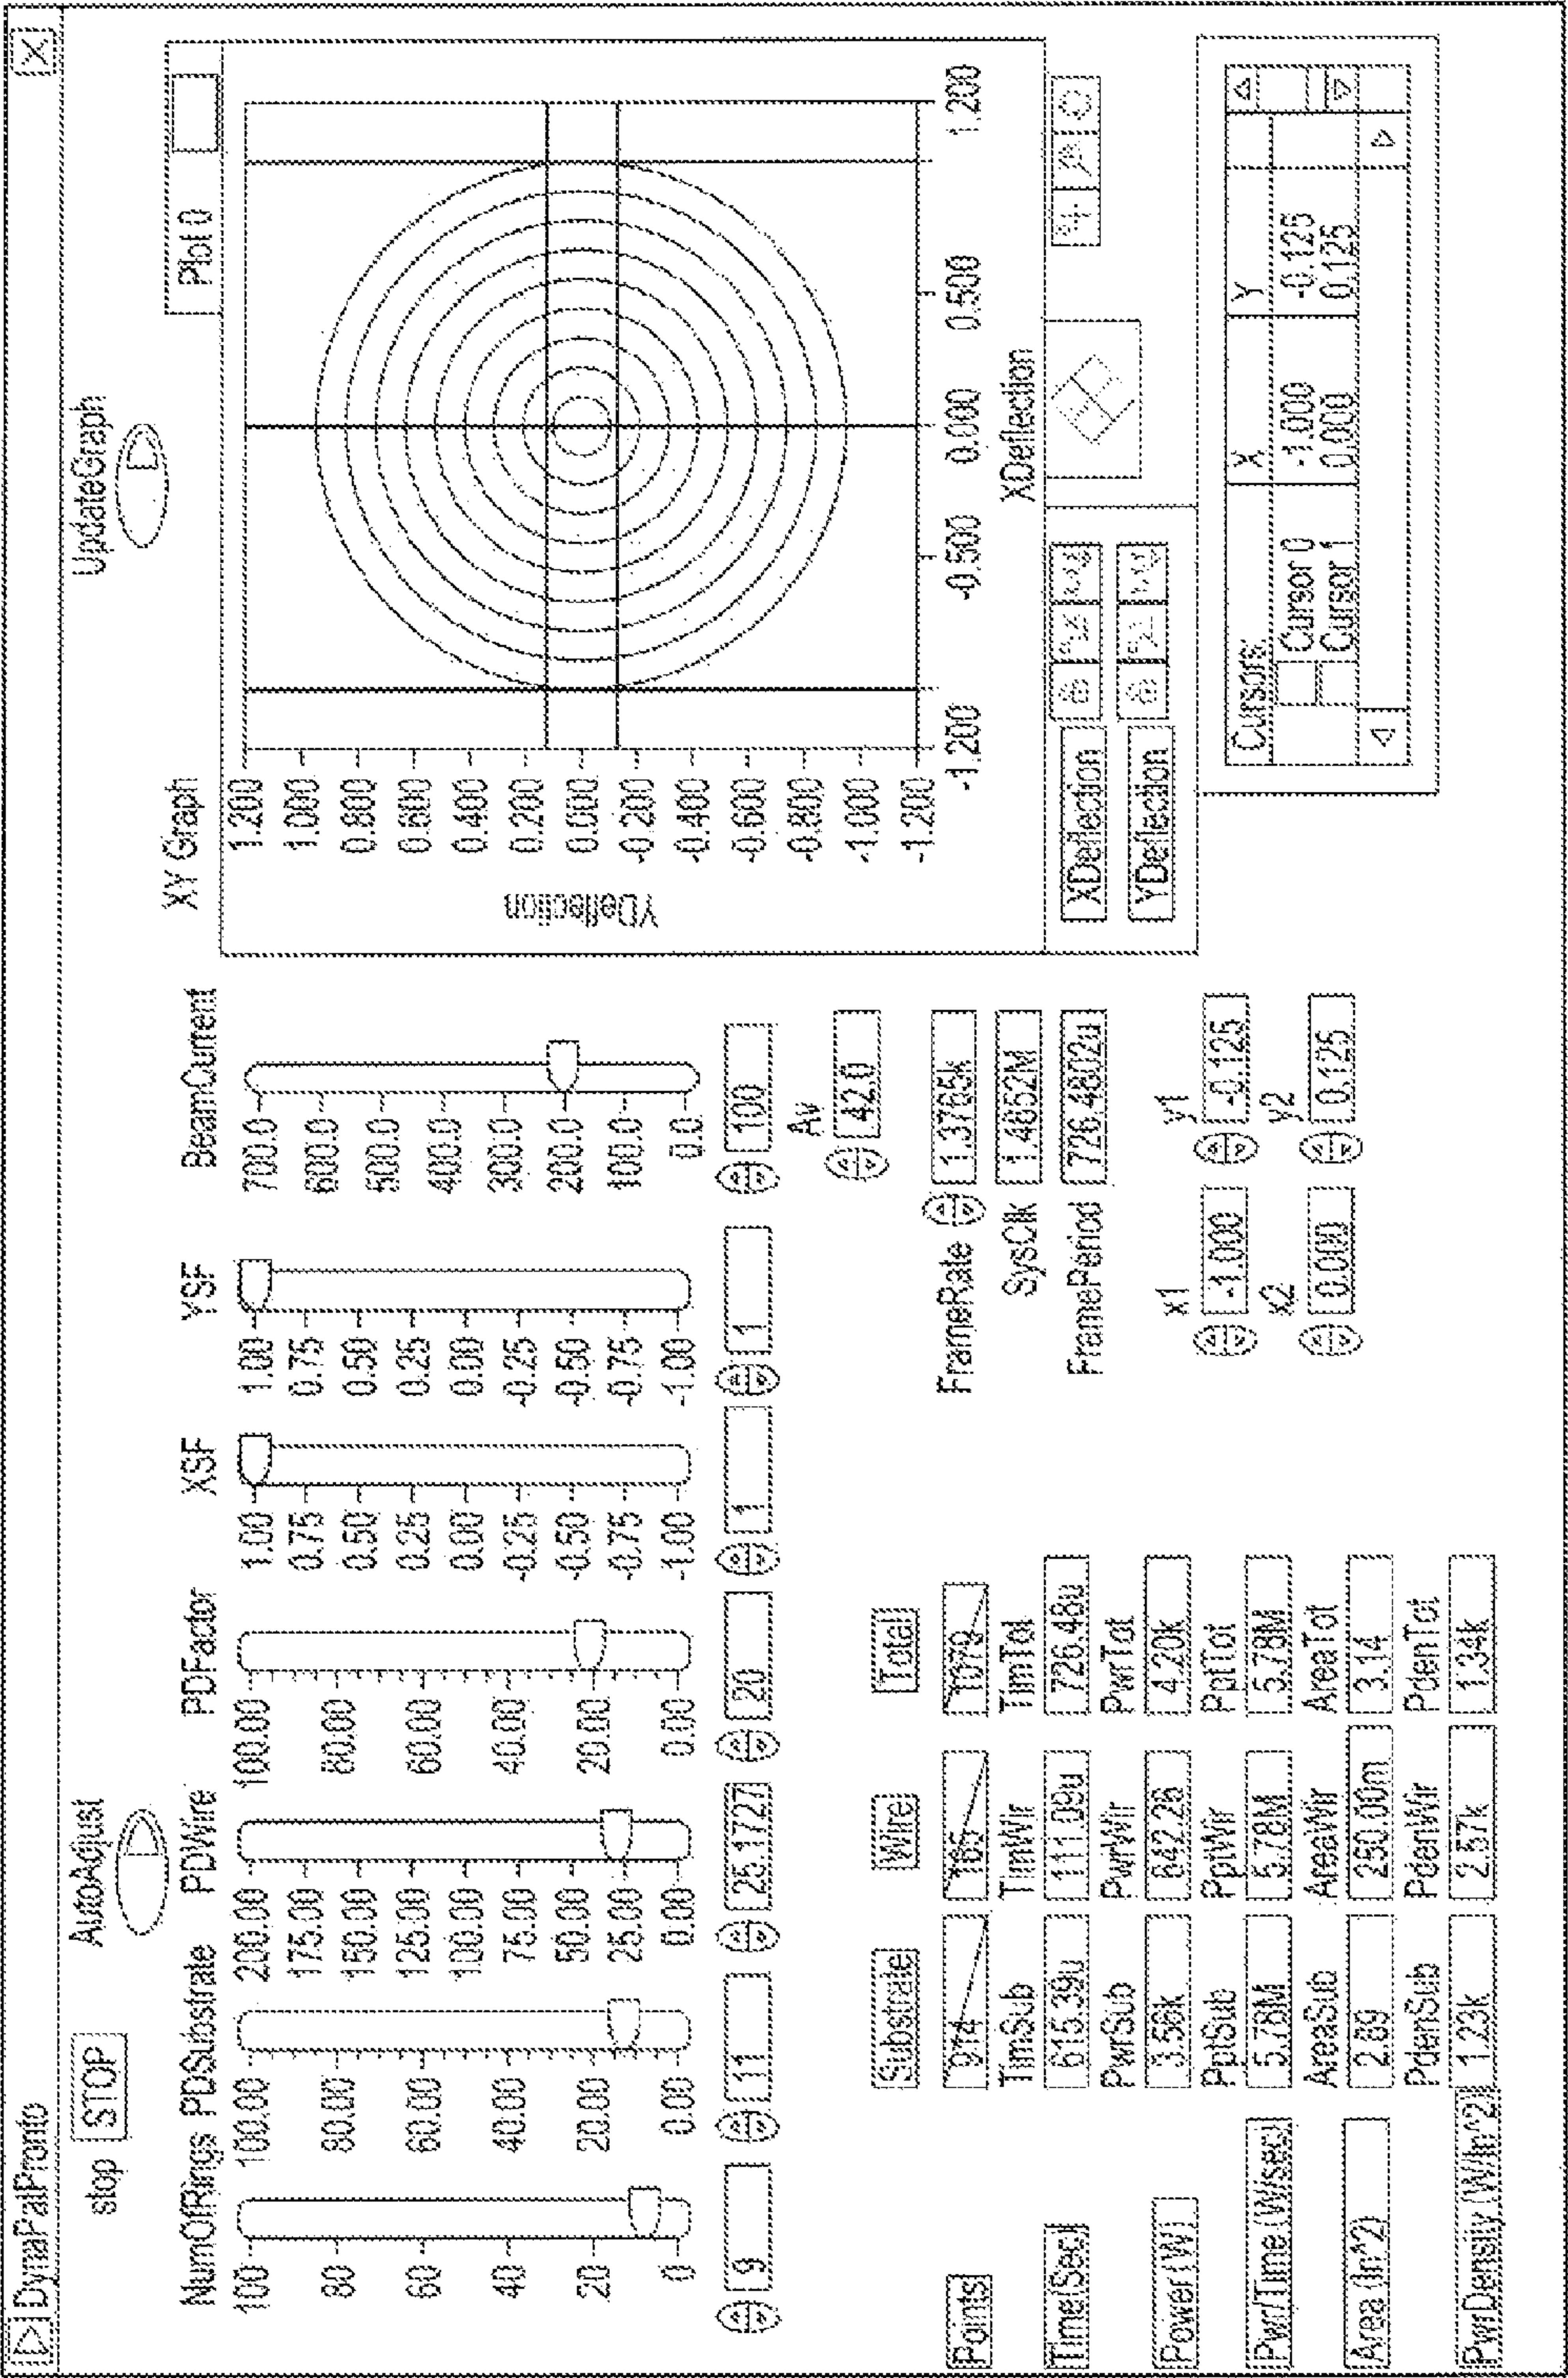 DynaPatPronto
stop STOP AutoAdjust UpdateGraph
NumOfRings PDSubstrate PDWire PDFactor XSF YSF BeamCurrent XY Graph Plot 0
100 100.00 200.00 100.00 1.00 1.00 700.0
80 80.00 175.00 80.00 0.75 0.75 600.0
60 60.00 150.00 60.00 0.50 0.50 500.0
40 40.00 125.00 40.00 0.25 0.25 400.0
20 20.00 100.00 20.00 0.00 0.00 300.0
0 0.00 75.00 0.00 -0.25 -0.25 200.0
50.00 -0.50 -0.50 100.0
25.00 -0.75 -0.75 0.0
0.00 -1.00 -1.00
9 11 25.1727 20 1 1 100
Av
42.0
YDeflection
1.200
1.000
0.800
0.600
0.400
0.200
0.000
-0.200
-0.400
-0.600
-0.800
-1.000
-1.200
-1.200 -0.500 0.000 0.500 1.200
XDeflection
XDeflection
YDeflection
Substrate Wire Total
Points 914 165 1079
TimSub TimWir TimTot
Time(Sec) 615.39u 111.09u 726.48u
PwrSub PwrWir PwrTot
Power (W) 3.56k 642.26 4.20k
PptSub PptWir PptTot
Pwr/Time (W/sec) 5.78M 5.78M 5.78M
AreaSub AreaWir AreaTot
Area (In^2) 2.89 250.00m 3.14
PdenSub PdenWir PdenTot
PwrDensity (W/In^2) 1.23k 2.57k 1.34k
FrameRate 1.3765k
SysClk 1.4852M
FramePeriod 726.4802u
x1 y1
-1.000 -0.125
x2 y2
0.000 0.125
Cursors: X Y
Cursor 0 -1.000 -0.125
Cursor 1 0.000 0.125